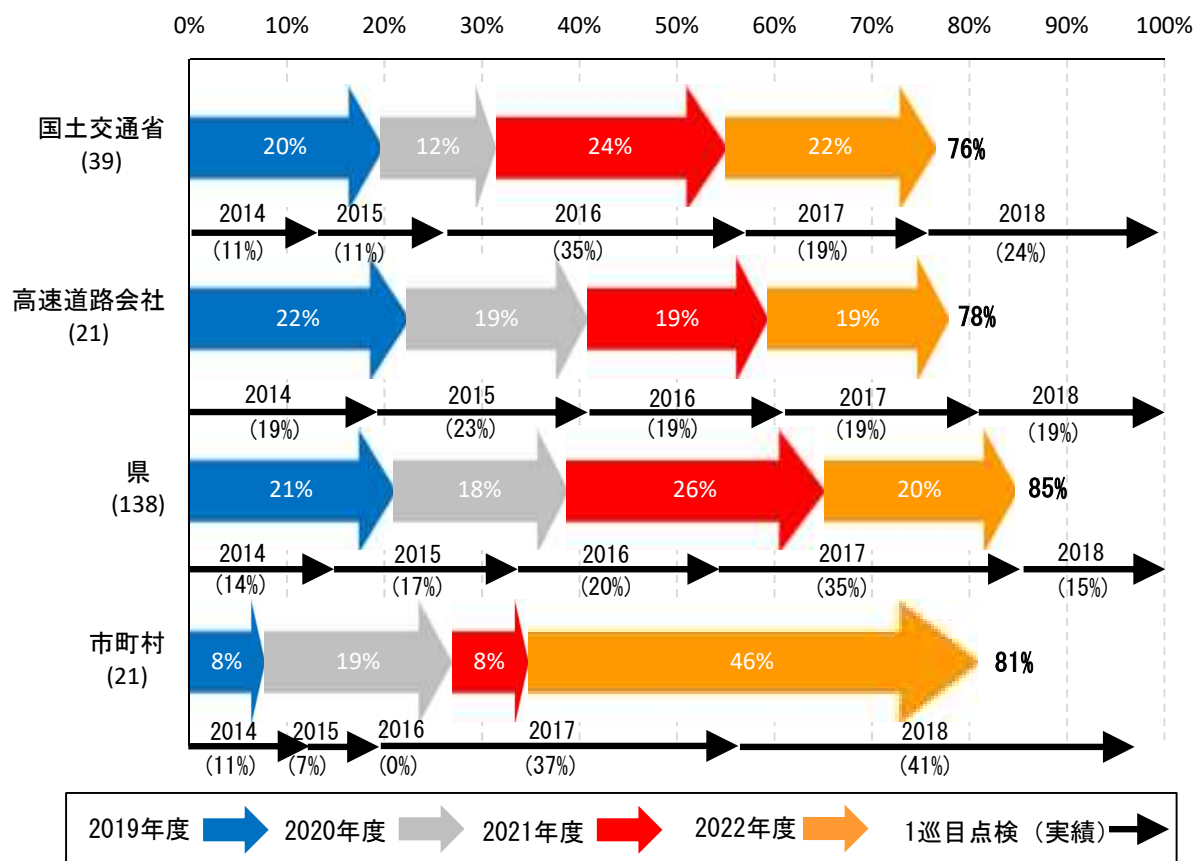 0% 10% 20% 30% 40% 50% 60% 70% 80% 90% 100%
国土交通省
(39)
20% 12% 24% 22% 76%
2014 2015 2016 2017 2018
(11%) (11%) (35%) (19%) (24%)
高速道路会社
(21)
22% 19% 19% 19% 78%
2014 2015 2016 2017 2018
(19%) (23%) (19%) (19%) (19%)
県
(138)
21% 18% 26% 20% 85%
2014 2015 2016 2017 2018
(14%) (17%) (20%) (35%) (15%)
市町村
(21)
8% 19% 8% 46% 81%
2014 2015 2016 2017 2018
(11%) (7%) (0%) (37%) (41%)
2019年度 2020年度 2021年度 2022年度 1巡目点検（実績）